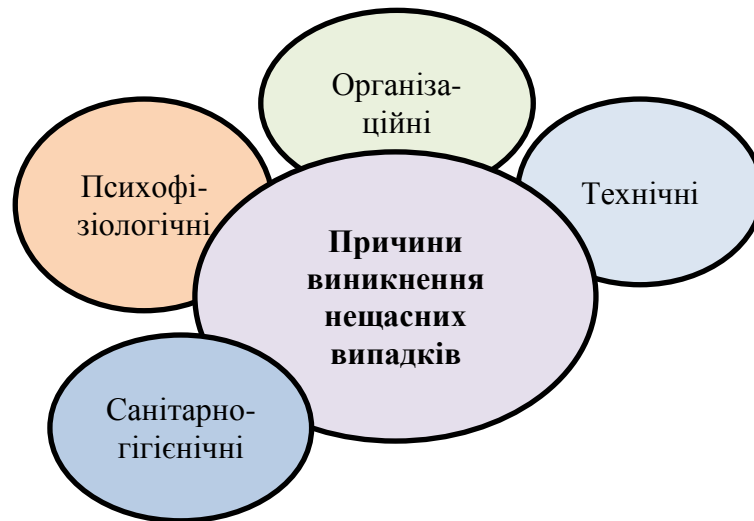 Організа-
ційні
Психофі-
зіологічні
Технічні
Причини
виникнення
нещасних
випадків
Санітарно-
гігієнічні